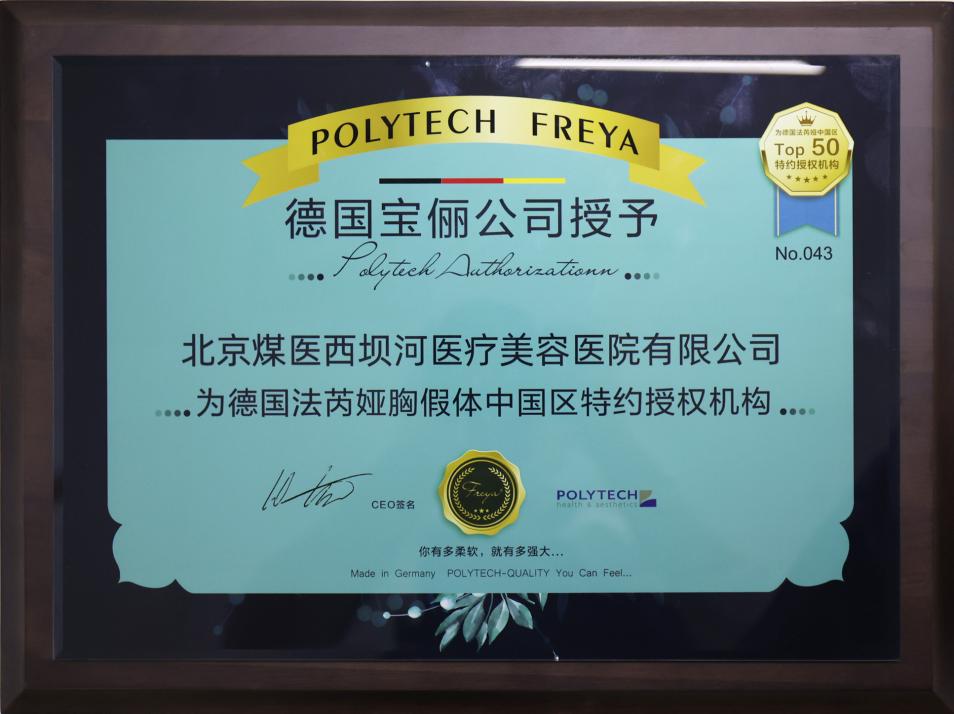 POLYTECH FREYA
为德国法芮娅中国区
Top 50
特约授权机构
No.043
德国宝俪公司授予
Polytech Authorizationn
北京煤医西坝河医疗美容医院有限公司
为德国法芮娅胸假体中国区特约授权机构
CEO签名
Freya
POLYTECH
health & aesthetics
你有多柔软，就有多强大...
Made in Germany POLYTECH-QUALITY You Can Feel...